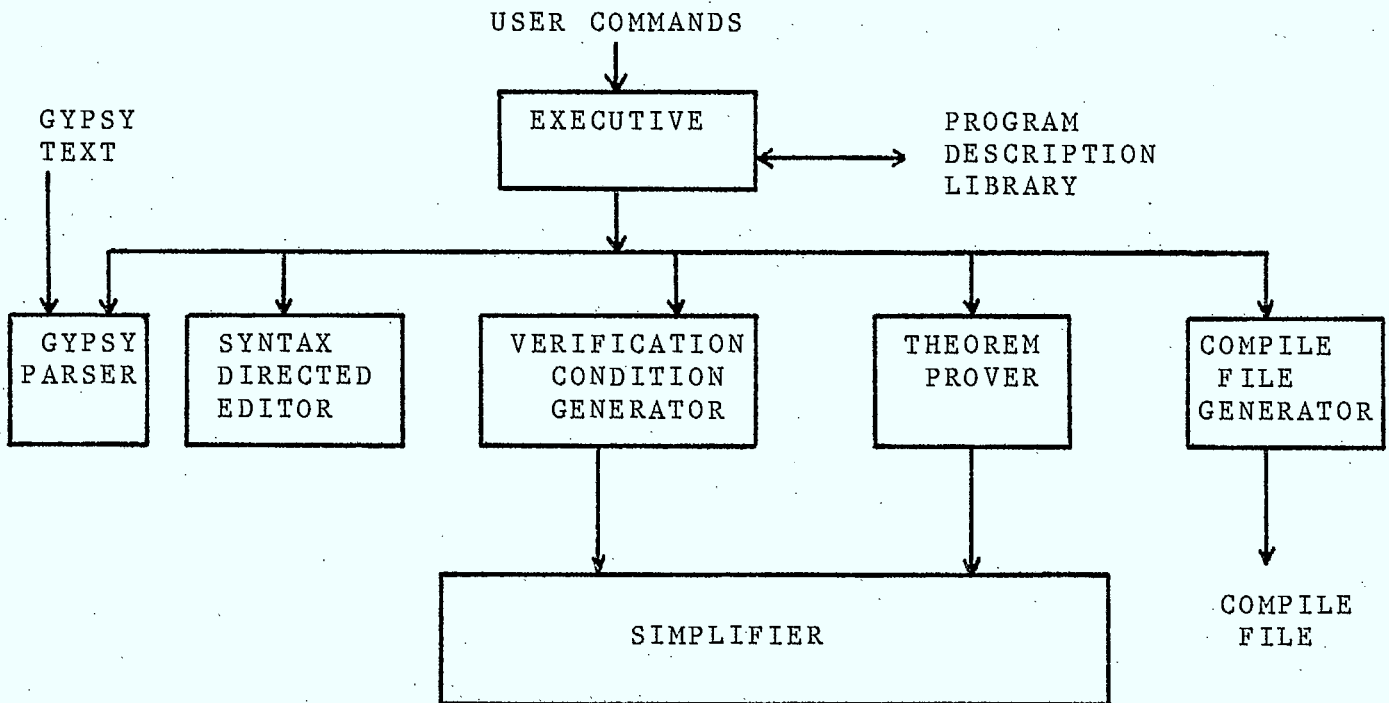 USER COMMANDS
EXECUTIVE
GYPSY
TEXT
PROGRAM
DESCRIPTION
LIBRARY
GYPSY
PARSER
SYNTAX
DIRECTED
EDITOR
VERIFICATION
CONDITION
GENERATOR
THEOREM
PROVER
COMPILE
FILE
GENERATOR
SIMPLIFIER
COMPILE
FILE